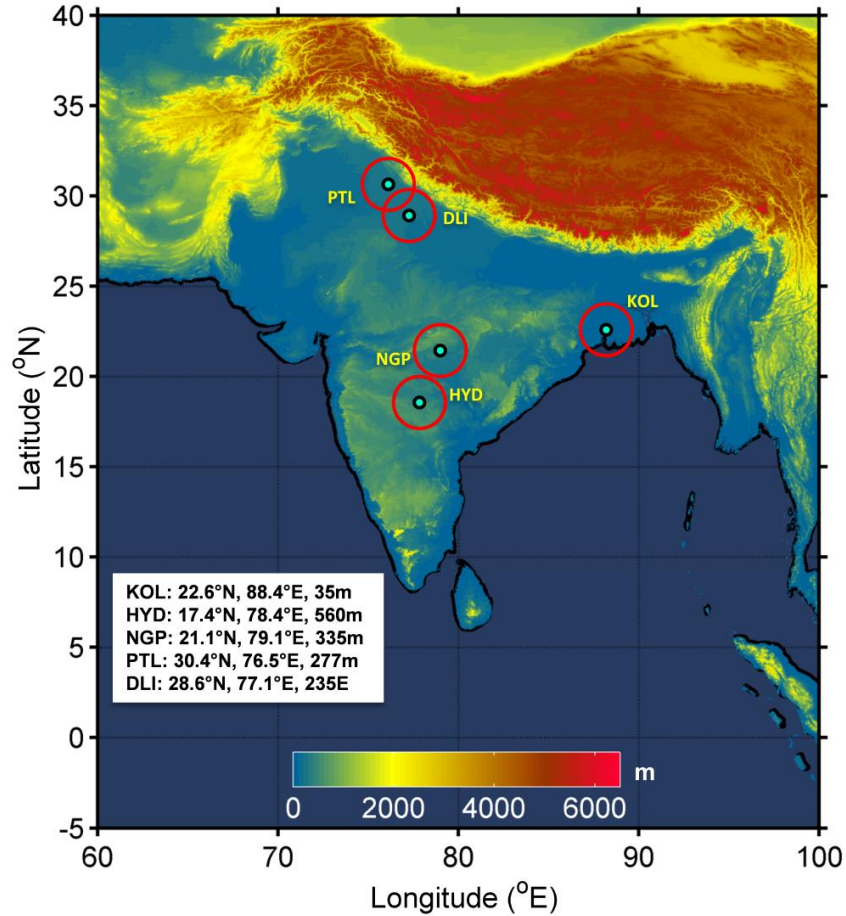 40
35
30
25
20
15
10
5
0
-5
Latitude (°N)
PTL
DLI
KOL
NGP
HYD
KOL: 22.6°N, 88.4°E, 35m
HYD: 17.4°N, 78.4°E, 560m
NGP: 21.1°N, 79.1°E, 335m
PTL: 30.4°N, 76.5°E, 277m
DLI: 28.6°N, 77.1°E, 235E
m
0 2000 4000 6000
60 70 80 90 100
Longitude (°E)